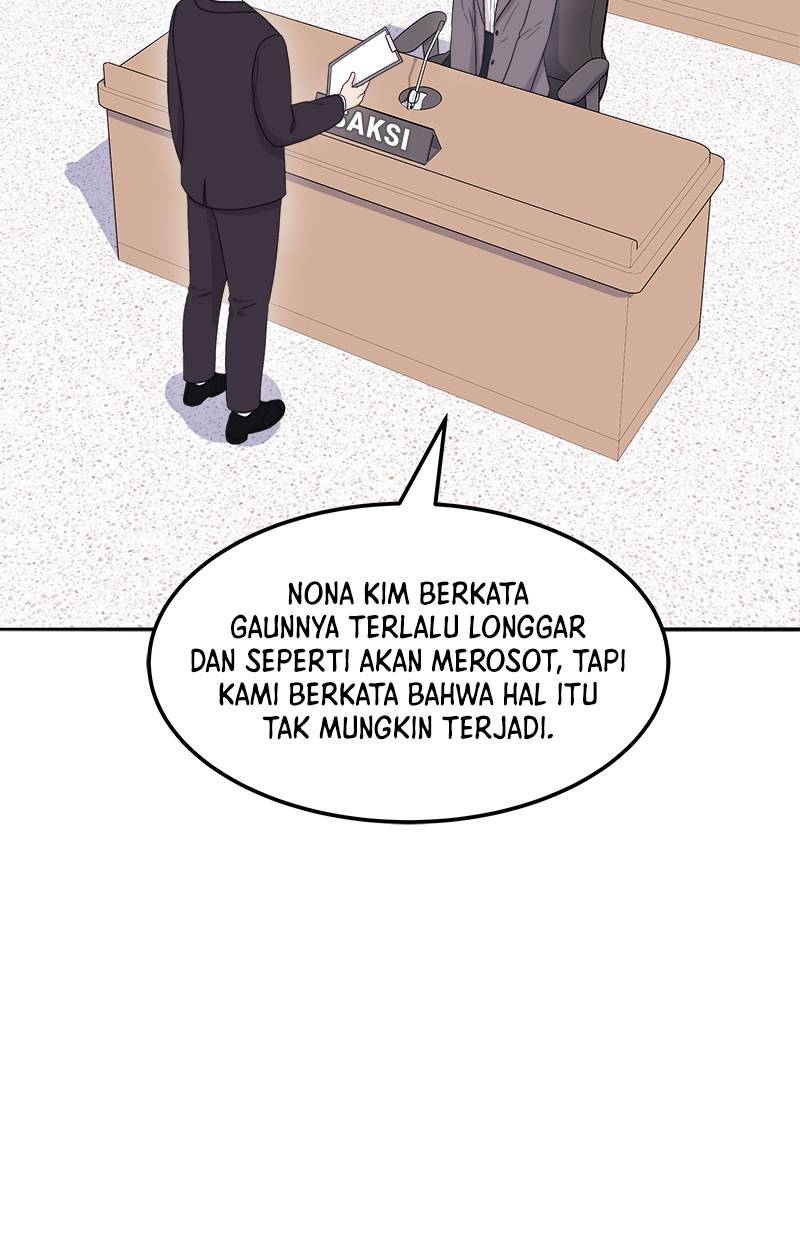 SAKSI
NONA KIM BERKATA
GAUNNYA TERLALU LONGGAR
DAN SEPERTI AKAN MEROSOT, TAPI
KAMI BERKATA BAHWA HAL ITU
TAK MUNGKIN TERJADI.